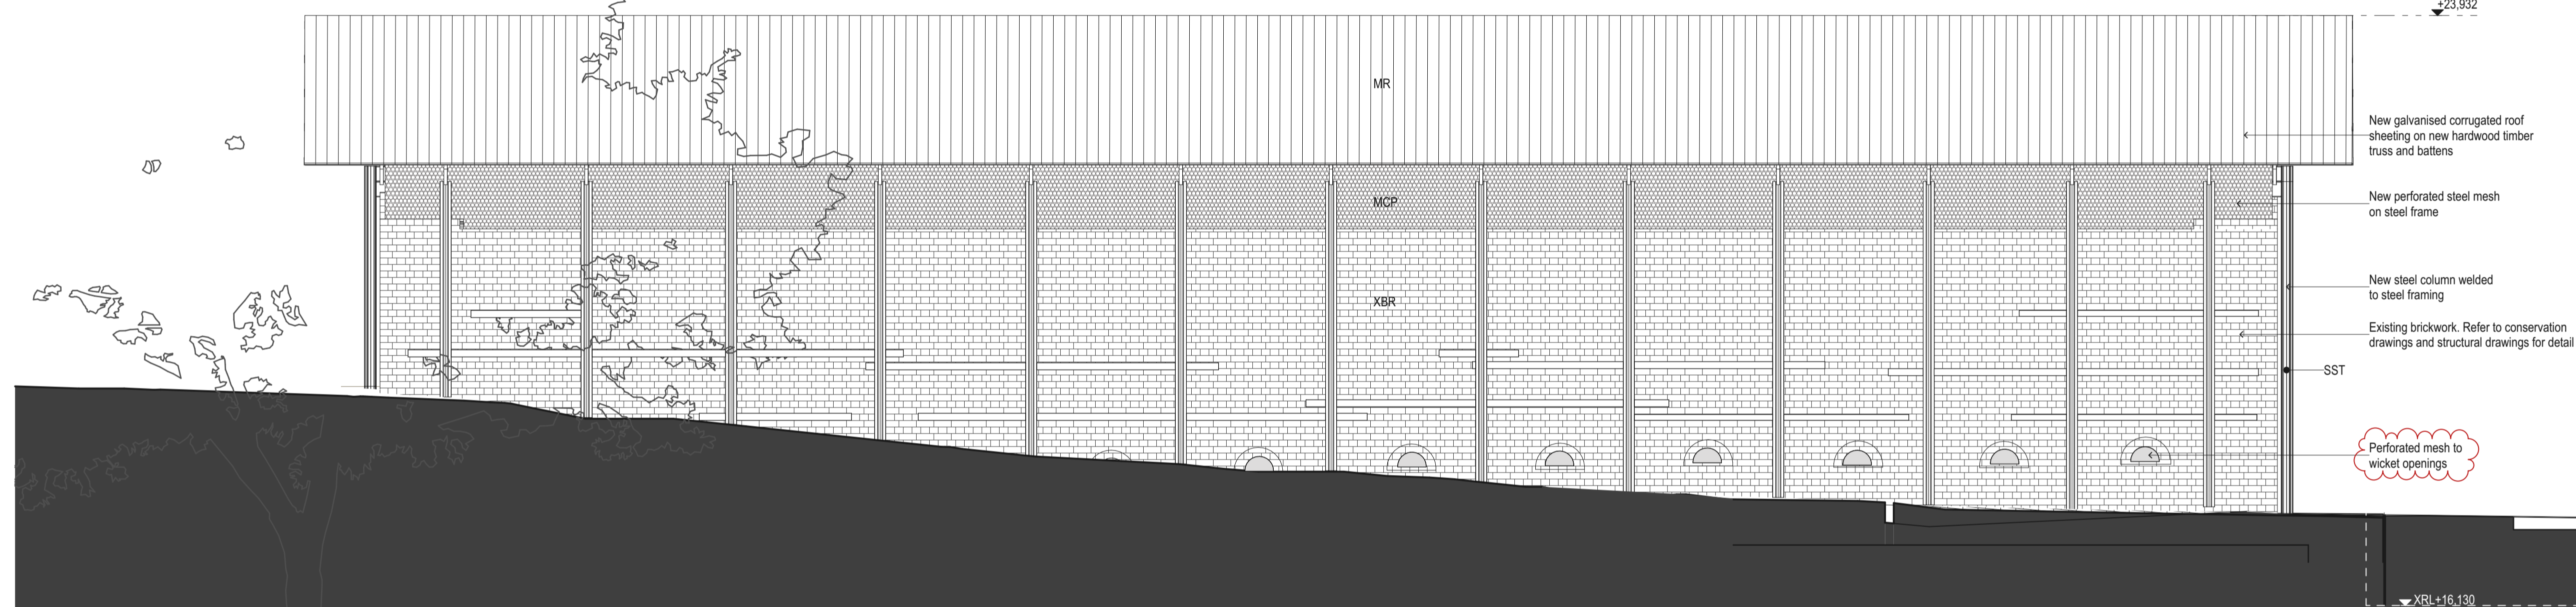 +23,932
MR
New galvanised corrugated roof
sheeting on new hardwood timber
truss and battens
New perforated steel mesh
on steel frame
MCP
New steel column welded
to steel framing
XBR
Existing brickwork. Refer to conservation
drawings and structural drawings for detail
SST
Perforated mesh to
wicket openings
XRL+16,130